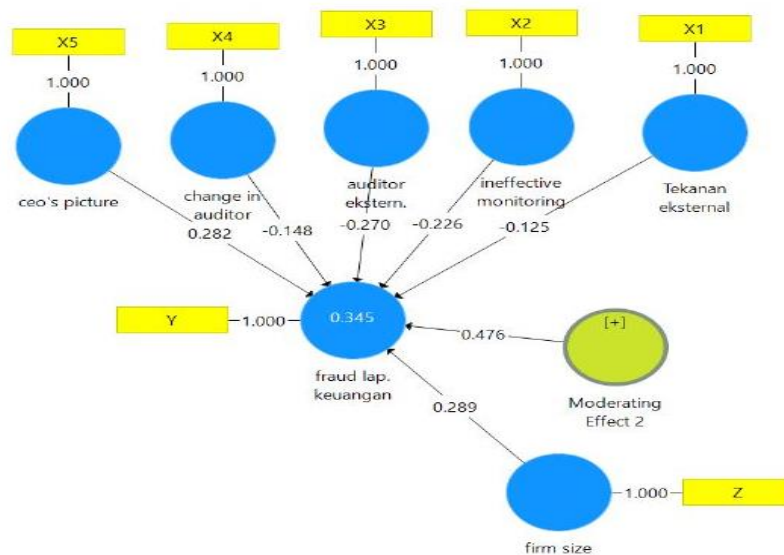 X5
X4
X3
X2
X1
1.000
1.000
1.000
1.000
1.000
ceo's picture
change in
auditor
auditor
ekstern.
ineffective
monitoring
Tekanan
eksternal
0.282
-0.148
-0.270
-0.226
-0.125
Y
1.000
0.345
fraud lap.
keuangan
0.476
[+]
Moderating
Effect 2
0.289
1.000
Z
firm size